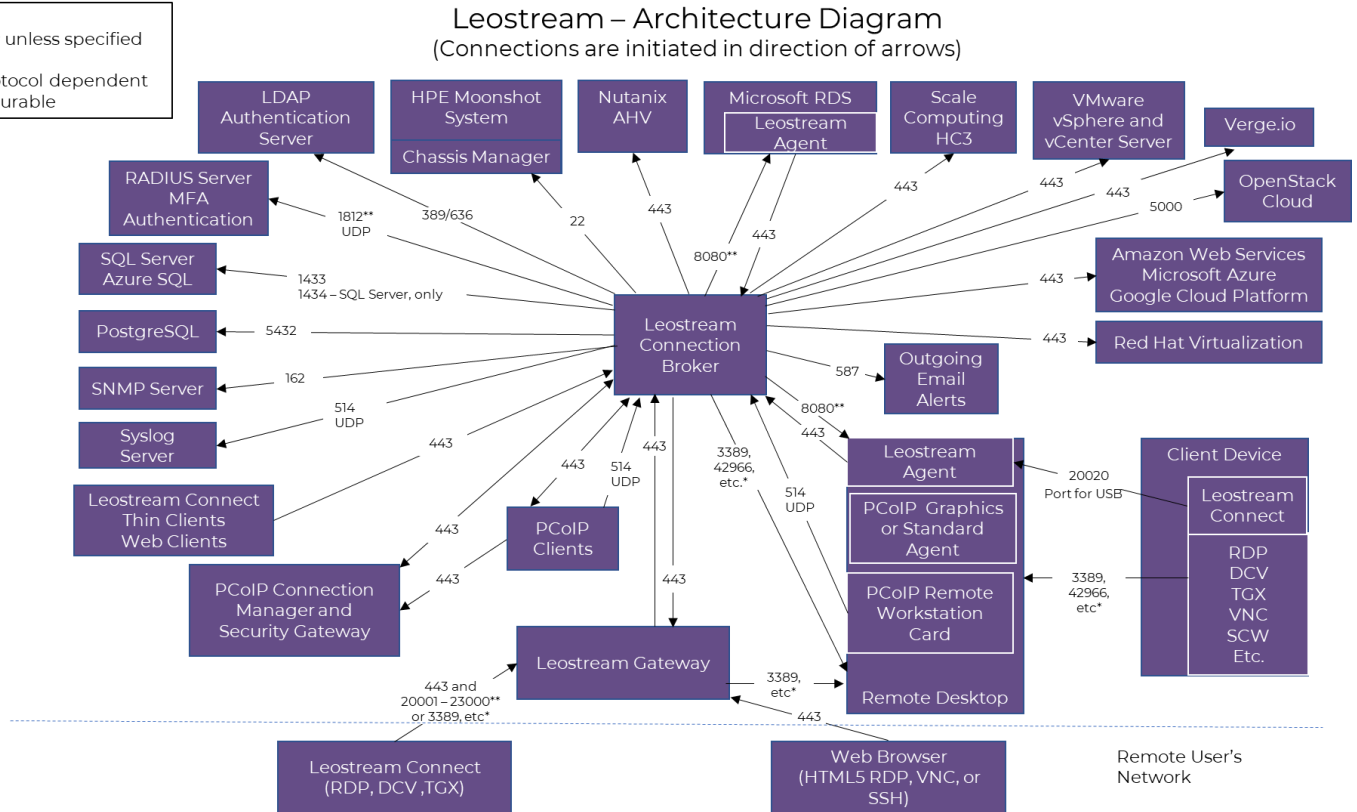 Leostream – Architecture Diagram
(Connections are initiated in direction of arrows)
unless specified
tocol dependent
urable
LDAP
Authentication
Server
HPE Moonshot
System
Chassis Manager
Nutanix
AHV
Microsoft RDS
Leostream
Agent
Scale
Computing
HC3
VMware
vSphere and
vCenter Server
Verge.io
RADIUS Server
MFA
Authentication
OpenStack
Cloud
1812**
UDP
389/636
22
443
8080**
443
443
443
443
5000
SQL Server
Azure SQL
1433
1434 – SQL Server, only
Amazon Web Services
Microsoft Azure
Google Cloud Platform
443
PostgreSQL
5432
Leostream
Connection
Broker
443
Red Hat Virtualization
SNMP Server
162
587
Outgoing
Email
Alerts
Syslog
Server
514
UDP
443
443
514
UDP
443
3389,
42966,
etc.*
514
UDP
8080**
443
Leostream
Agent
PCoIP Graphics
or Standard
Agent
PCoIP Remote
Workstation
Card
Remote Desktop
20020
Port for USB
Client Device
Leostream
Connect
RDP
DCV
TGX
VNC
SCW
Etc.
3389,
42966,
etc*
Leostream Connect
Thin Clients
Web Clients
443
PCoIP
Clients
443
443
PCoIP Connection
Manager and
Security Gateway
Leostream Gateway
3389,
etc*
443 and
20001 – 23000**
or 3389, etc*
443
Leostream Connect
(RDP, DCV ,TGX)
Web Browser
(HTML5 RDP, VNC, or
SSH)
Remote User's
Network